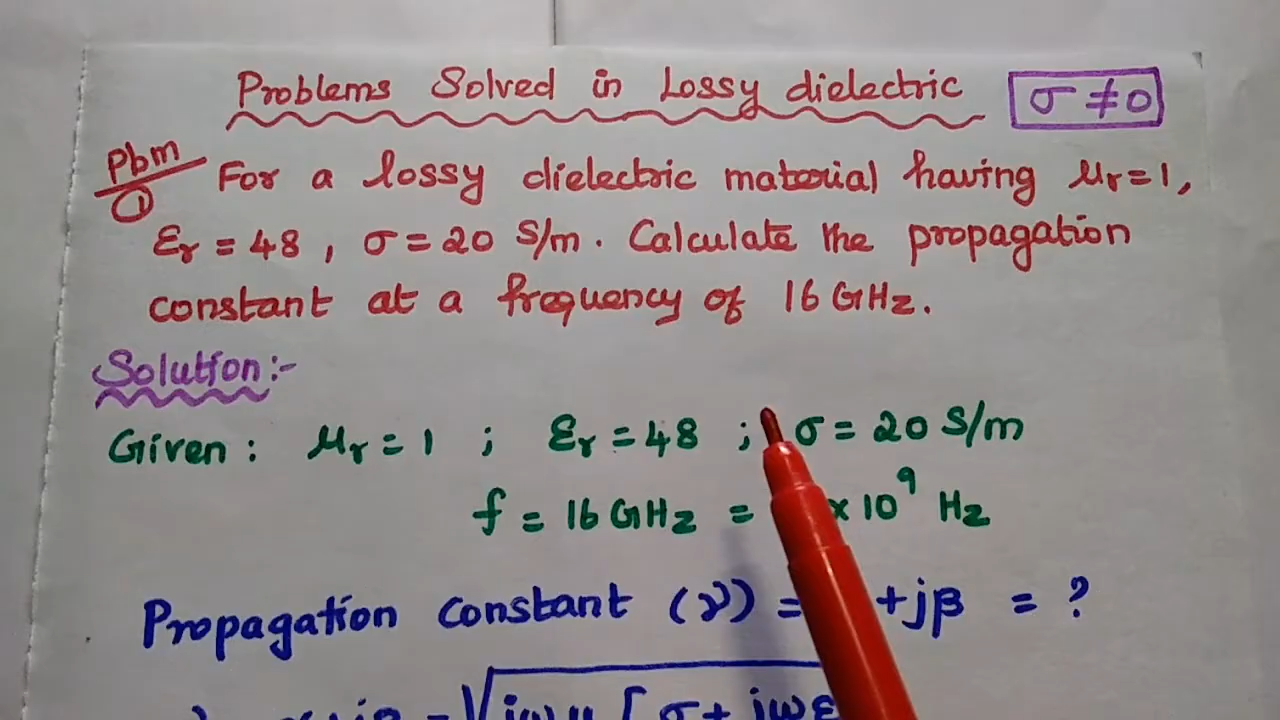 Problems Solved in Lossy dielectric σ ≠ 0
Pbm 1 For a lossy dielectric material having μr = 1,
εr = 48, σ = 20 S/m. Calculate the propagation
constant at a frequency of 16 GHz.
Solution:-
Given: μr = 1 ; εr = 48 ; σ = 20 S/m
f = 16 GHz = × 10⁹ Hz
Propagation constant (γ) = +jβ = ?
√jωμ [σ + jωε